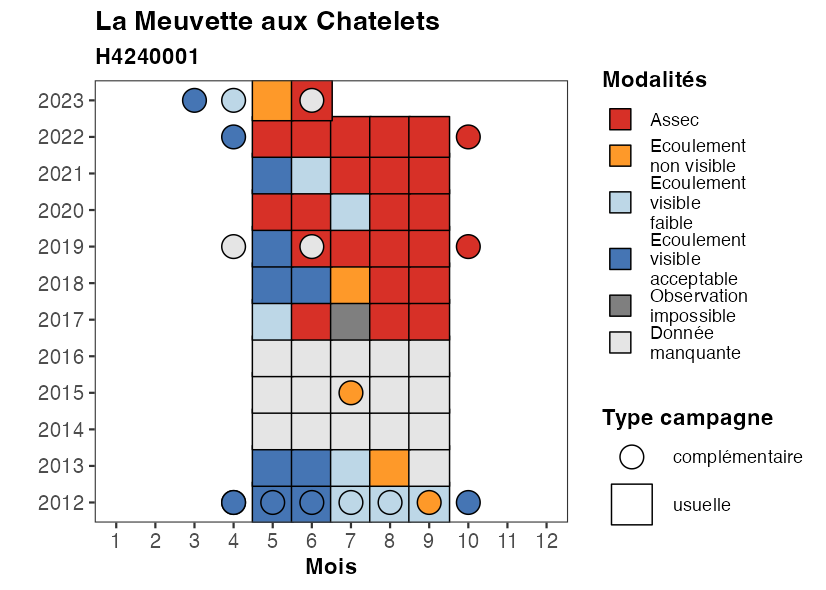 La Meuvette aux Chatelets
H4240001
2023
2022
2021
2020
2019
2018
2017
2016
2015
2014
2013
2012
1 2 3 4 5 6 7 8 9 10 11 12
Mois
Modalités
Assec
Ecoulement
non visible
Ecoulement
visible
faible
Ecoulement
visible
acceptable
Observation
impossible
Donnée
manquante
Type campagne
complémentaire
usuelle